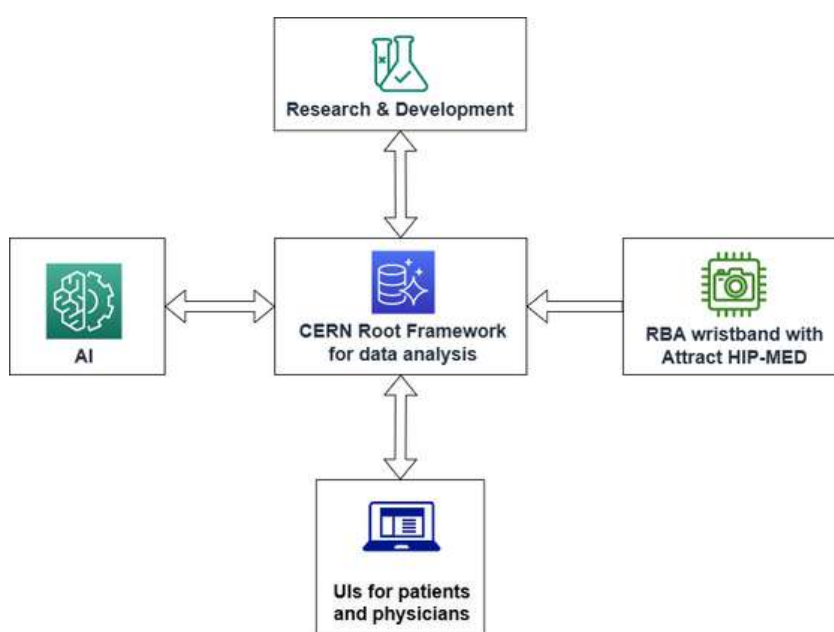 Research & Development
AI
CERN Root Framework
for data analysis
RBA wristband with
Attract HIP-MED
UIs for patients
and physicians